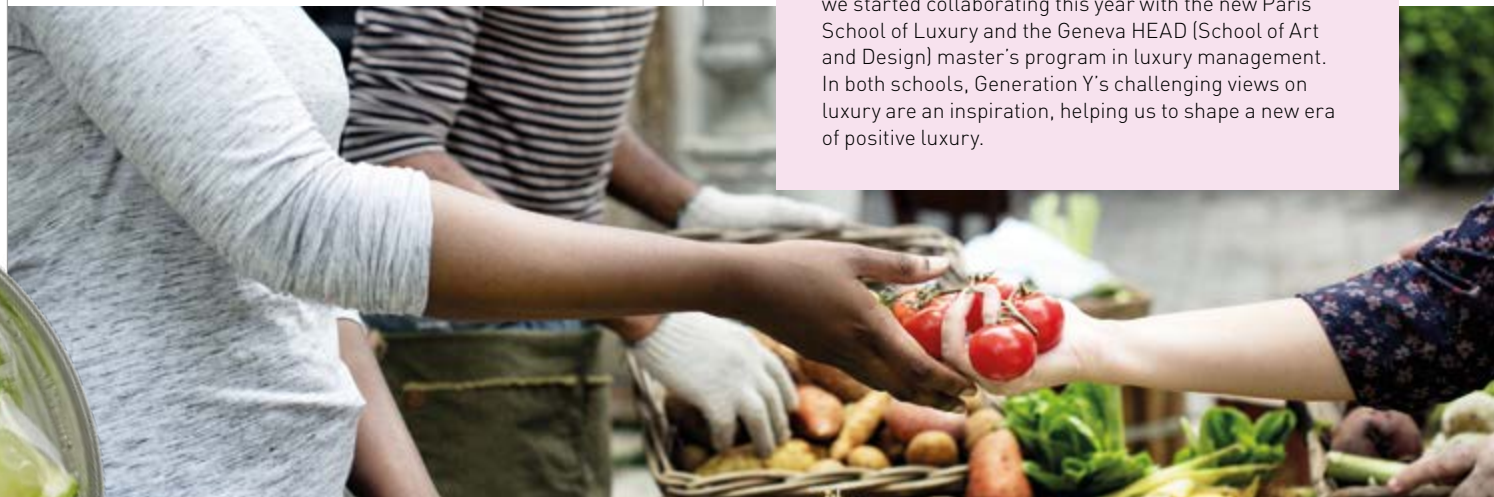 we started collaborating this year with the new Paris
School of Luxury and the Geneva HEAD (School of Art
and Design) master's program in luxury management.
In both schools, Generation Y's challenging views on
luxury are an inspiration, helping us to shape a new era
of positive luxury.